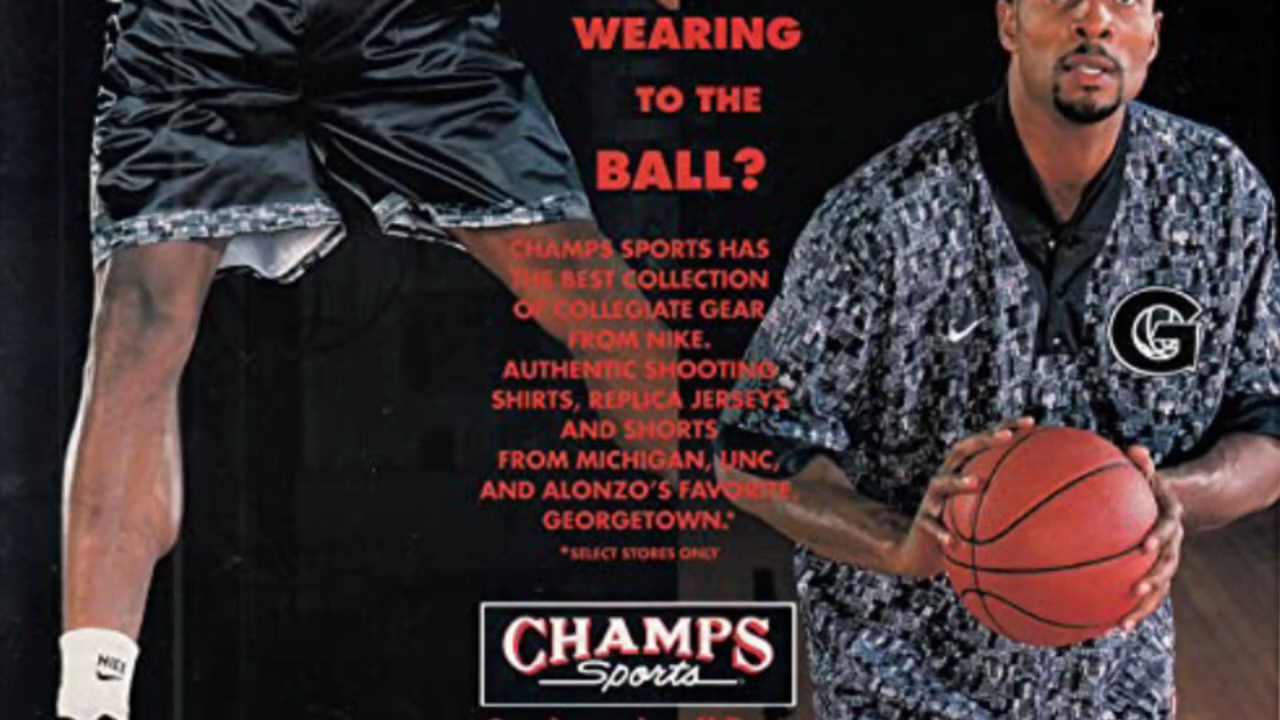 WEARING
TO THE
BALL?
CHAMPS SPORTS HAS
THE BEST COLLECTION
OF COLLEGIATE GEAR
FROM NIKE.
AUTHENTIC SHOOTING
SHIRTS, REPLICA JERSEYS
AND SHORTS
FROM MICHIGAN, UNC,
AND ALONZO'S FAVORITE,
GEORGETOWN.*
*SELECT STORES ONLY
CHAMPS
Sports
G
NIKE